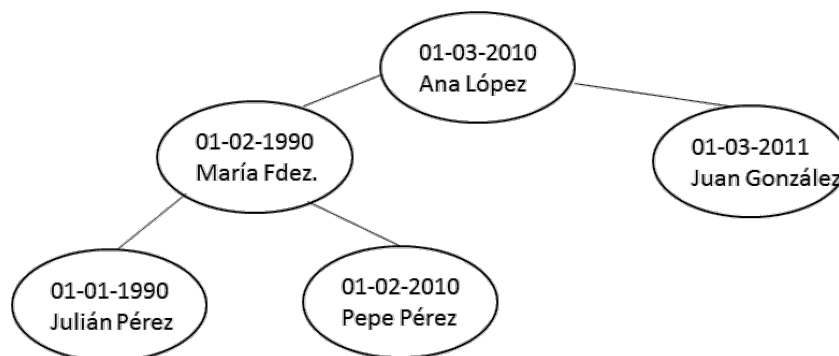 01-03-2010
Ana López
01-02-1990
María Fdez.
01-03-2011
Juan González
01-01-1990
Julián Pérez
01-02-2010
Pepe Pérez